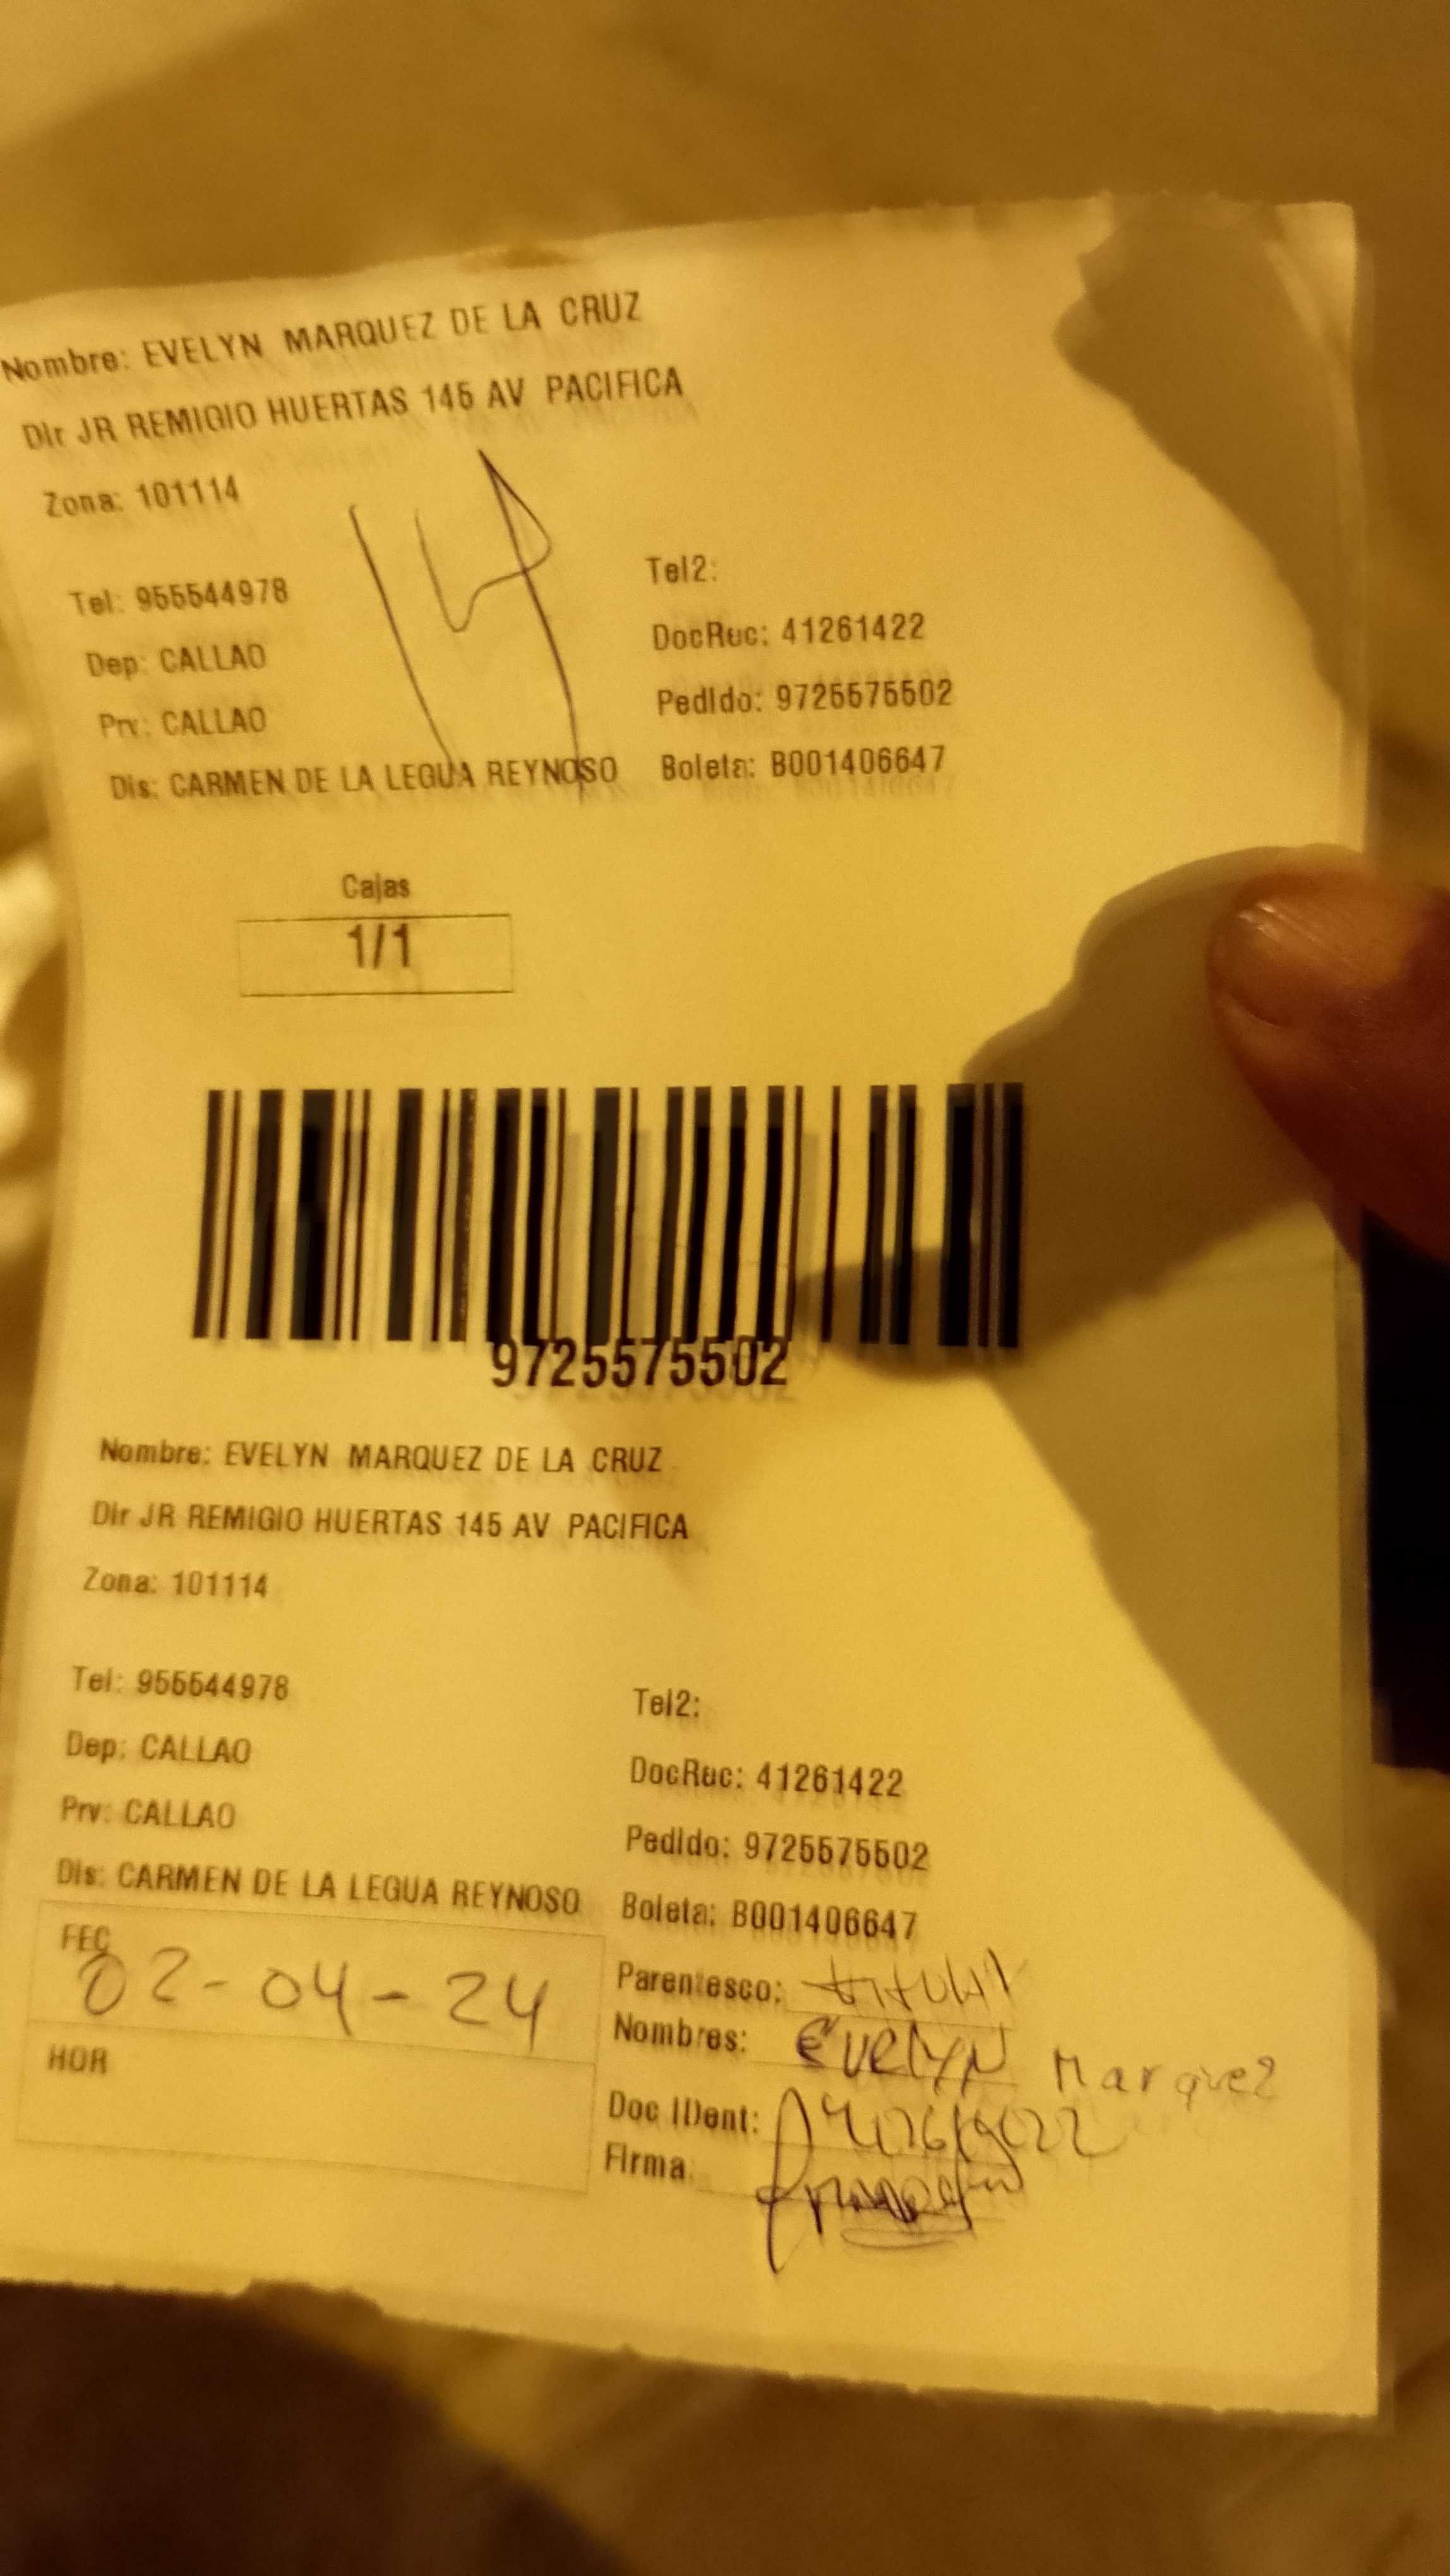 Nombre: EVELYN MARQUEZ DE LA CRUZ
Dir JR REMIGIO HUERTAS 145 AV PACIFICA
Zona: 101114
14
Tel: 955544978
Tel2:
Dep: CALLAO
DocRuc: 41261422
Prv: CALLAO
Pedido: 9725575502
Dis: CARMEN DE LA LEGUA REYNOSO
Boleta: B001406647
Cajas
1/1
9725575502
Nombre: EVELYN MARQUEZ DE LA CRUZ
Dir JR REMIGIO HUERTAS 145 AV PACIFICA
Zona: 101114
Tel: 955544978
Tel2:
Dep: CALLAO
DocRuc: 41261422
Prv: CALLAO
Pedido: 9725575502
Dis: CARMEN DE LA LEGUA REYNOSO
Boleta: B001406647
FEC
02-04-24
Parentesco: titular
Nombres: Evelyn Marquez
HOR
Doc IDent:
Firma